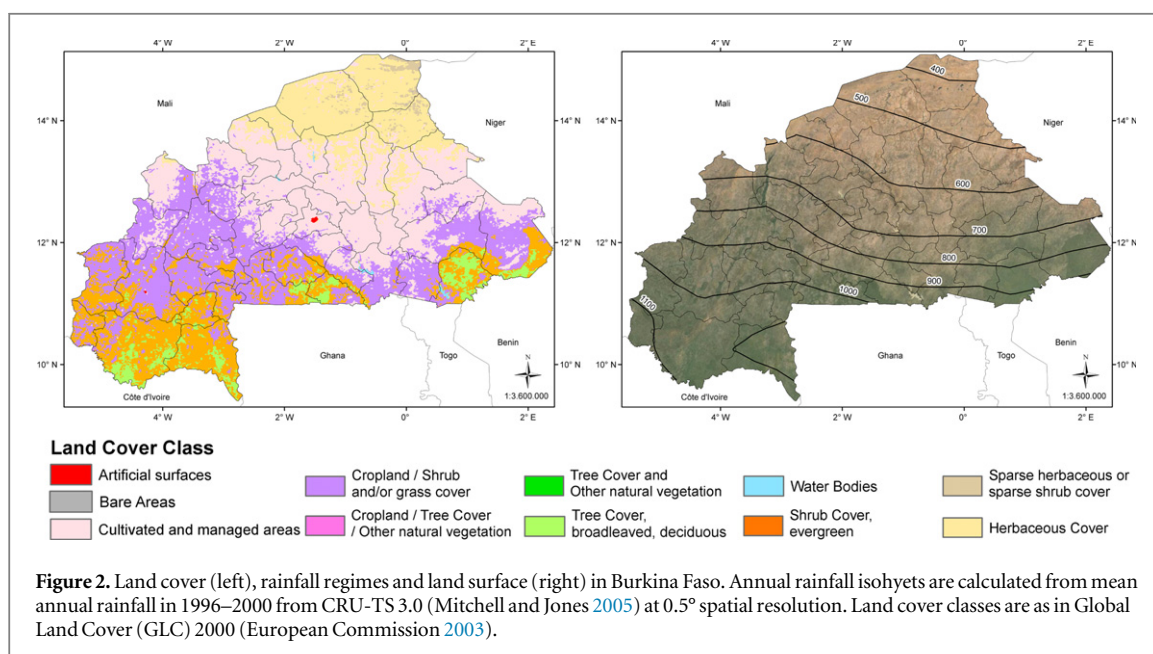 4° W 2° W 0° 2° E
4° W 2° W 0° 2° E
Mali
Niger
14° N
14° N
12° N
12° N
10° N
10° N
Ghana
Togo
Benin
Côte d'Ivoire
N
1:3.600.000
4° W 2° W 0° 2° E
Mali
Niger
14° N
12° N
10° N
400
500
600
700
800
900
1000
1100
Ghana
Togo
Benin
Côte d'Ivoire
N
1:3.600.000
4° W 2° W 0° 2° E
Land Cover Class
Artificial surfaces
Bare Areas
Cultivated and managed areas
Cropland / Shrub
and/or grass cover
Cropland / Tree Cover
/ Other natural vegetation
Tree Cover and
Other natural vegetation
Tree Cover,
broadleaved, deciduous
Water Bodies
Shrub Cover,
evergreen
Sparse herbaceous or
sparse shrub cover
Herbaceous Cover
Figure 2. Land cover (left), rainfall regimes and land surface (right) in Burkina Faso. Annual rainfall isohyets are calculated from mean
annual rainfall in 1996–2000 from CRU-TS 3.0 (Mitchell and Jones 2005) at 0.5° spatial resolution. Land cover classes are as in Global
Land Cover (GLC) 2000 (European Commission 2003).